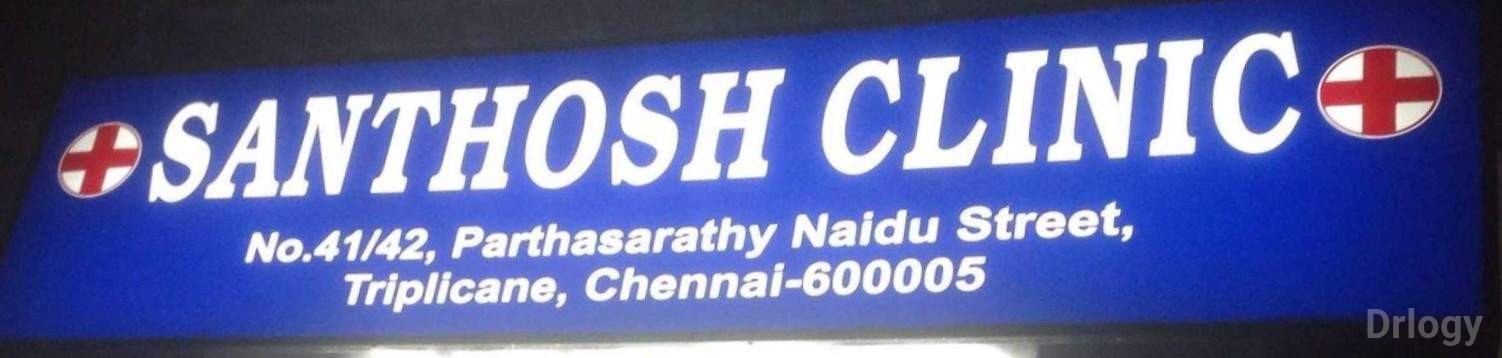 SANTHOSH CLINIC
No.41/42, Parthasarathy Naidu Street,
Triplicane, Chennai-600005
Drlogy